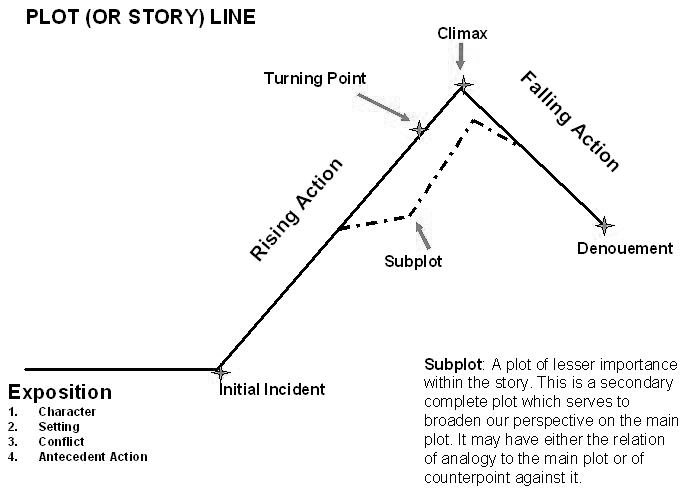 PLOT (OR STORY) LINE
Climax
Turning Point
Falling Action
Rising Action
Denouement
Subplot
Initial Incident
Exposition
1. Character
2. Setting
3. Conflict
4. Antecedent Action
Subplot: A plot of lesser importance
within the story. This is a secondary
complete plot which serves to
broaden our perspective on the main
plot. It may have either the relation
of analogy to the main plot or of
counterpoint against it.